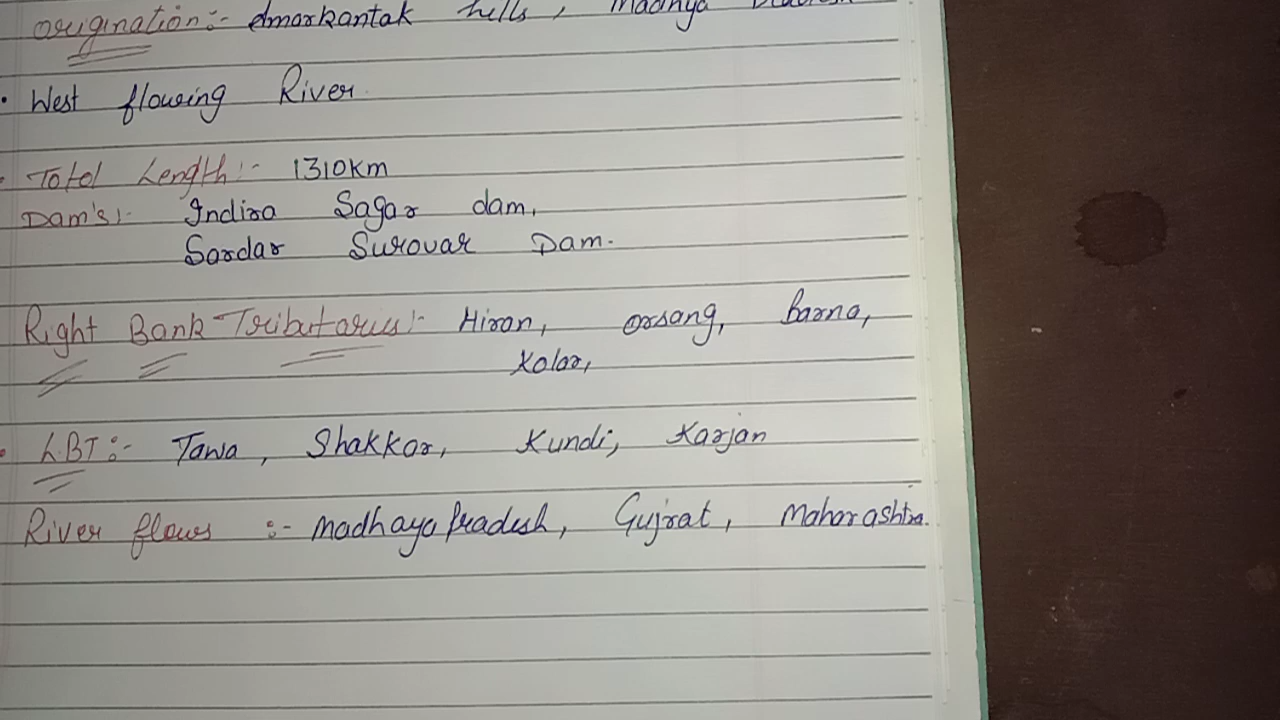 origination:- Amarkantak hills, Madhya Pradesh
• West flowing River.
• Total Length:- 1310km
Dam's:- Indira Sagar dam,
Sardar Surovar Dam.
Right Bank Tributaries:- Hiran, orsang, Barna,
Kolar,
• LBT:- Tawa, Shakkar, Kundi, Karjan
River flows :- Madhaya Pradesh, Gujrat, Maharashtra.